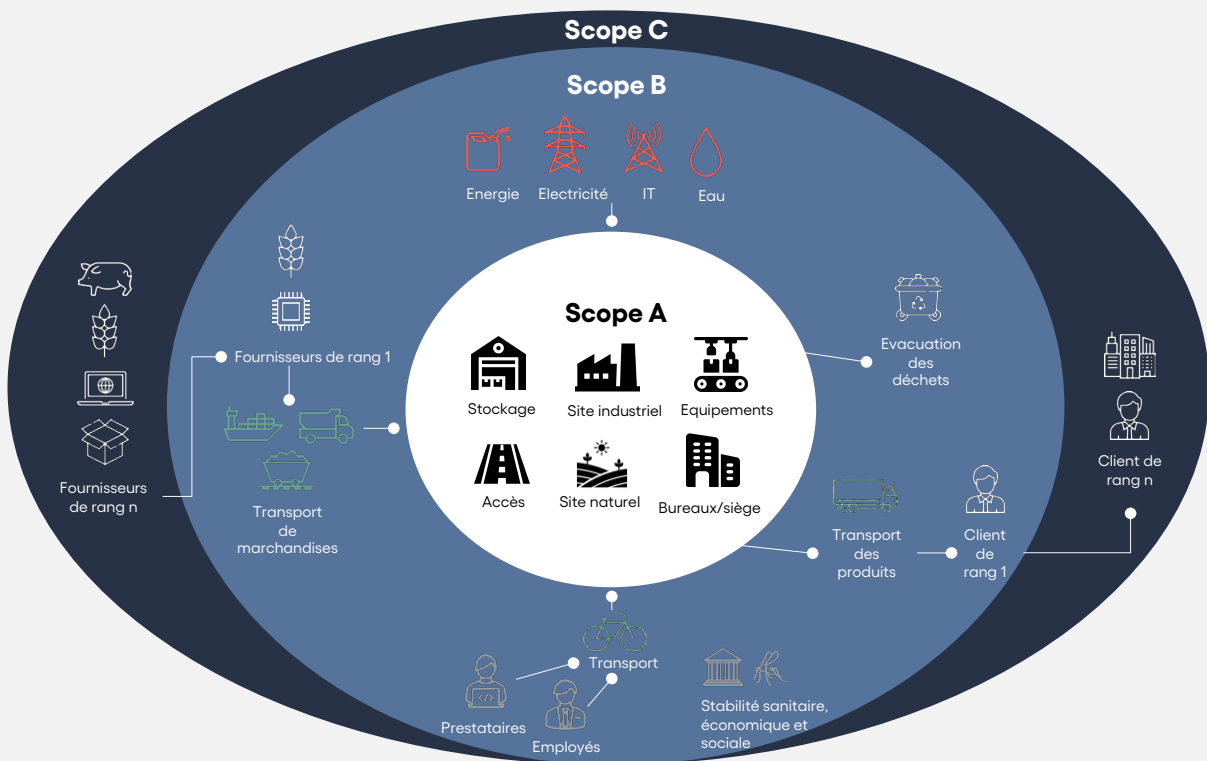 Scope C
Scope B
Energie
Electricité
IT
Eau
Scope A
Stockage
Site industriel
Equipements
Accès
Site naturel
Bureaux/siège
Fournisseurs de rang 1
Fournisseurs
de rang n
Transport
de
marchandises
Evacuation
des
déchets
Transport
des
produits
Client
de
rang 1
Client de
rang n
Transport
Prestataires
Employés
</>
Stabilité sanitaire,
économique et
sociale